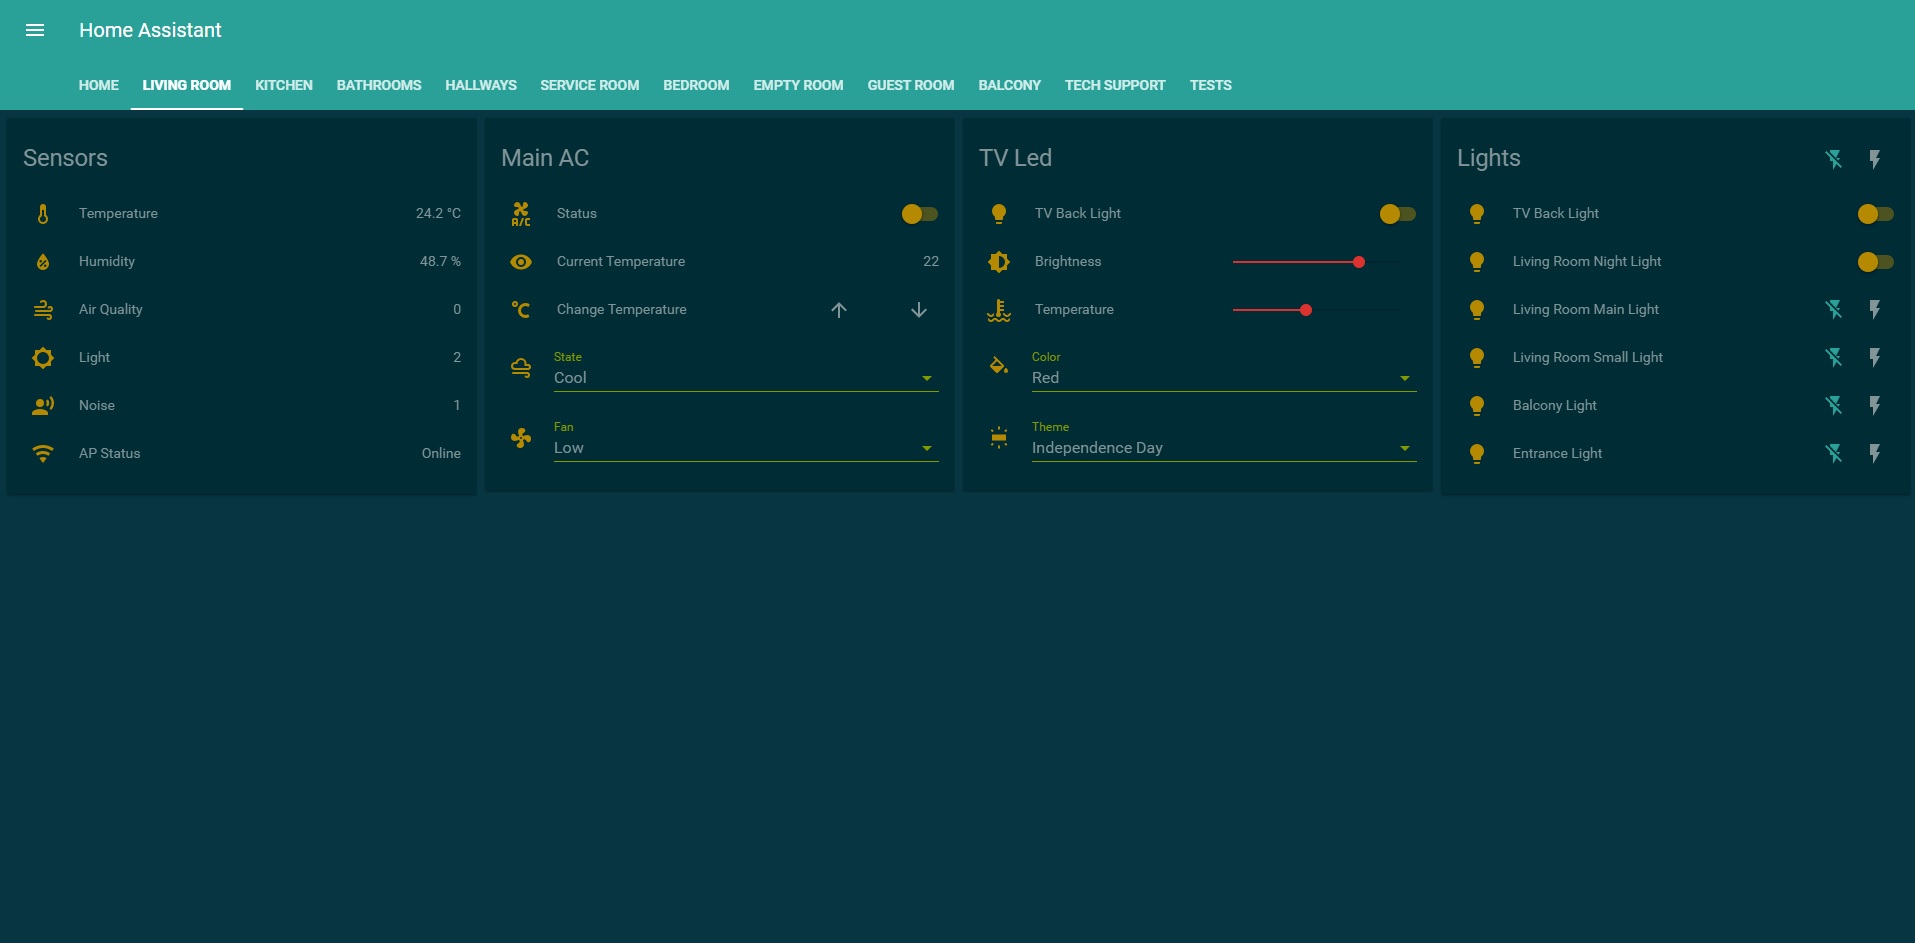 Home Assistant
HOME LIVING ROOM KITCHEN BATHROOMS HALLWAYS SERVICE ROOM BEDROOM EMPTY ROOM GUEST ROOM BALCONY TECH SUPPORT TESTS
Sensors
Temperature 24.2 °C
Humidity 48.7 %
Air Quality 0
Light 2
Noise 1
AP Status Online
Main AC
A/C Status
Current Temperature 22
°C Change Temperature
State
Cool
Fan
Low
TV Led
TV Back Light
Brightness
Temperature
Color
Red
Theme
Independence Day
Lights
TV Back Light
Living Room Night Light
Living Room Main Light
Living Room Small Light
Balcony Light
Entrance Light